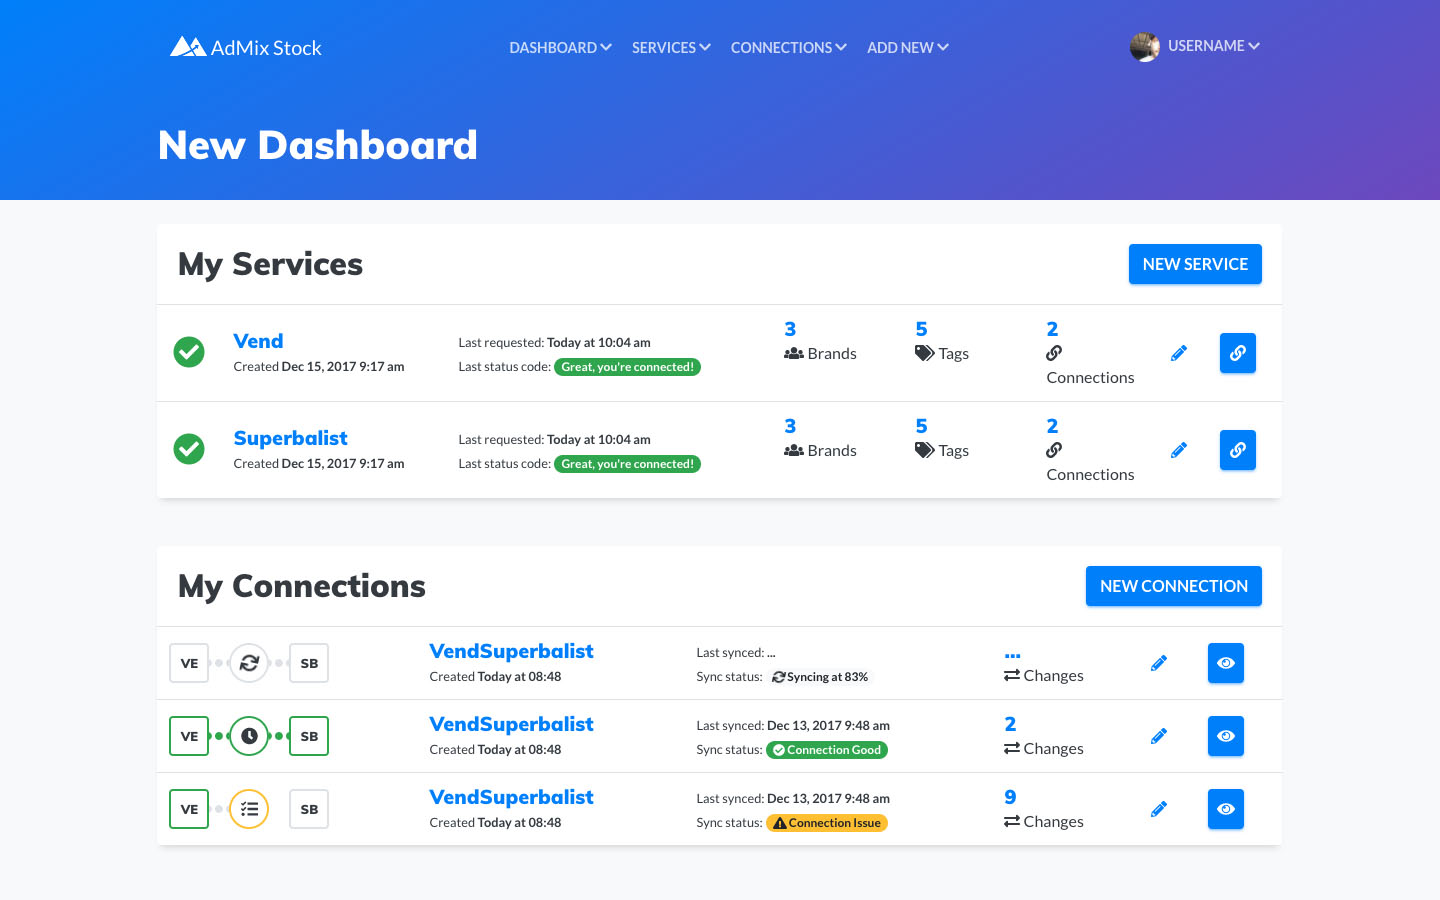 AdMix Stock
DASHBOARD SERVICES CONNECTIONS ADD NEW USERNAME
New Dashboard
My Services NEW SERVICE
Vend
Created Dec 15, 2017 9:17 am
Last requested: Today at 10:04 am
Last status code: Great, you're connected!
3
Brands
5
Tags
2
Connections
Superbalist
Created Dec 15, 2017 9:17 am
Last requested: Today at 10:04 am
Last status code: Great, you're connected!
3
Brands
5
Tags
2
Connections
My Connections NEW CONNECTION
VE SB
VendSuperbalist
Created Today at 08:48
Last synced: ...
Sync status: Syncing at 83%
...
Changes
VE SB
VendSuperbalist
Created Today at 08:48
Last synced: Dec 13, 2017 9:48 am
Sync status: Connection Good
2
Changes
VE SB
VendSuperbalist
Created Today at 08:48
Last synced: Dec 13, 2017 9:48 am
Sync status: Connection Issue
9
Changes